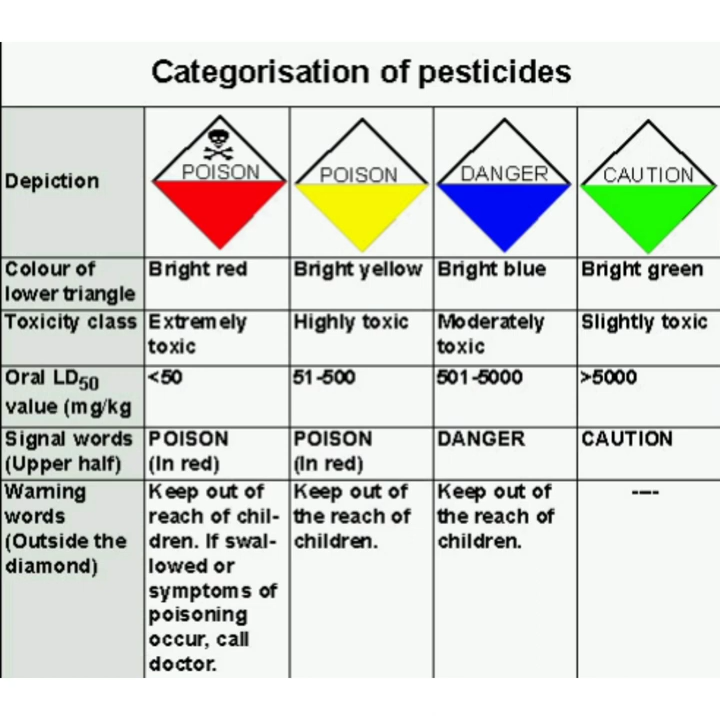 Categorisation of pesticides
Depiction
POISON
POISON
DANGER
CAUTION
Colour of
lower triangle
Bright red
Bright yellow
Bright blue
Bright green
Toxicity class
Extremely
toxic
Highly toxic
Moderately
toxic
Slightly toxic
Oral LD50
value (mg/kg
<50
51-500
501-5000
>5000
Signal words
(Upper half)
POISON
(In red)
POISON
(In red)
DANGER
CAUTION
Warning
words
(Outside the
diamond)
Keep out of
reach of chil-
dren. If swal-
lowed or
symptoms of
poisoning
occur, call
doctor.
Keep out of
the reach of
children.
Keep out of
the reach of
children.
----